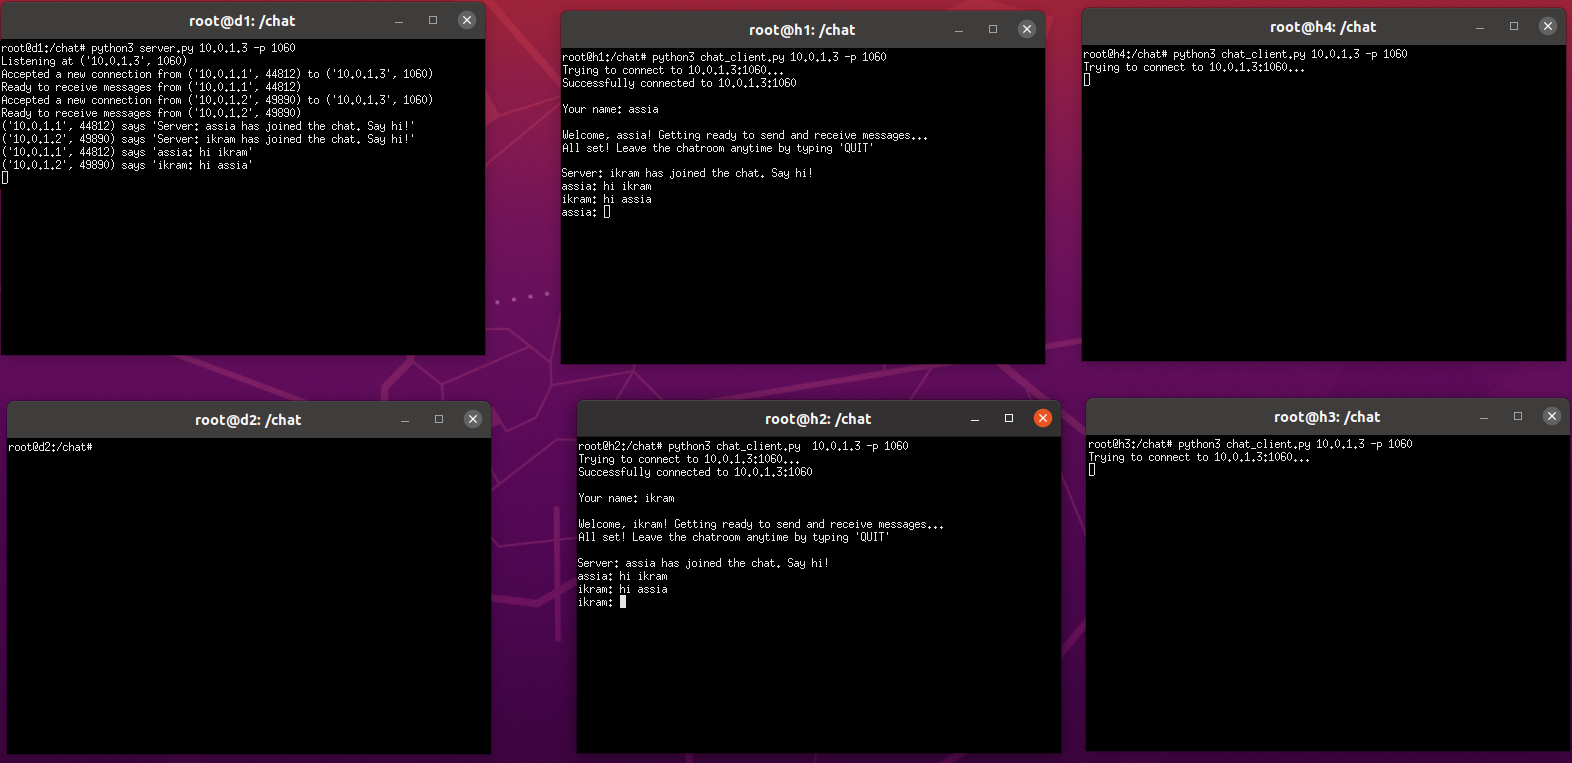 root@d1: /chat
root@d1:/chat# python3 server.py 10.0.1.3 -p 1060
Listening at ('10.0.1.3', 1060)
Accepted a new connection from ('10.0.1.1', 44812) to ('10.0.1.3', 1060)
Ready to receive messages from ('10.0.1.1', 44812)
Accepted a new connection from ('10.0.1.2', 49890) to ('10.0.1.3', 1060)
Ready to receive messages from ('10.0.1.2', 49890)
('10.0.1.1', 44812) says 'Server: assia has joined the chat. Say hi!'
('10.0.1.2', 49890) says 'Server: ikram has joined the chat. Say hi!'
('10.0.1.1', 44812) says 'assia: hi ikram'
('10.0.1.2', 49890) says 'ikram: hi assia'
root@h1: /chat
root@h1:/chat# python3 chat_client.py 10.0.1.3 -p 1060
Trying to connect to 10.0.1.3:1060...
Successfully connected to 10.0.1.3:1060
Your name: assia
Welcome, assia! Getting ready to send and receive messages...
All set! Leave the chatroom anytime by typing 'QUIT'
Server: ikram has joined the chat. Say hi!
assia: hi ikram
ikram: hi assia
assia:
root@h4: /chat
root@h4:/chat# python3 chat_client.py 10.0.1.3 -p 1060
Trying to connect to 10.0.1.3:1060...
root@d2: /chat
root@d2:/chat#
root@h2: /chat
root@h2:/chat# python3 chat_client.py  10.0.1.3 -p 1060
Trying to connect to 10.0.1.3:1060...
Successfully connected to 10.0.1.3:1060
Your name: ikram
Welcome, ikram! Getting ready to send and receive messages...
All set! Leave the chatroom anytime by typing 'QUIT'
Server: assia has joined the chat. Say hi!
assia: hi ikram
ikram: hi assia
ikram:
root@h3: /chat
root@h3:/chat# python3 chat_client.py 10.0.1.3 -p 1060
Trying to connect to 10.0.1.3:1060...